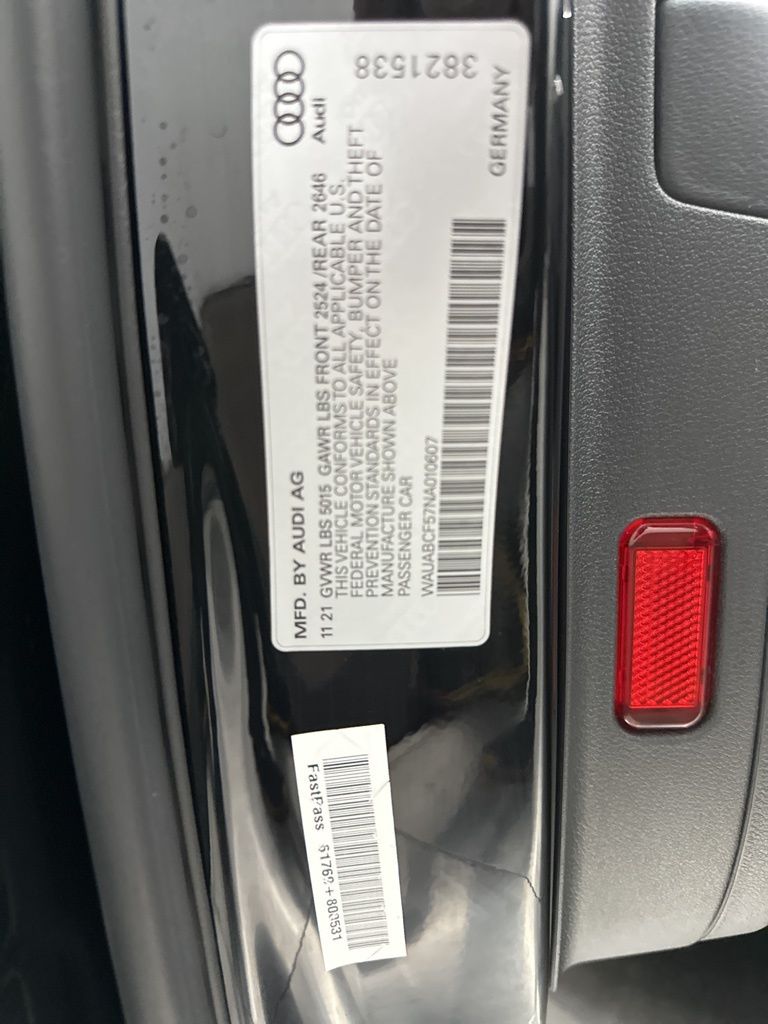 MFD. BY AUDI AG
Audi
11 21 GVWR LBS 5015 GAWR LBS FRONT 2524/REAR 2646
THIS VEHICLE CONFORMS TO ALL APPLICABLE U.S.
FEDERAL MOTOR VEHICLE SAFETY, BUMPER AND THEFT
PREVENTION STANDARDS IN EFFECT ON THE DATE OF
MANUFACTURE SHOWN ABOVE
PASSENGER CAR
WAUABCF57NA010607
GERMANY
3821538
FastPass